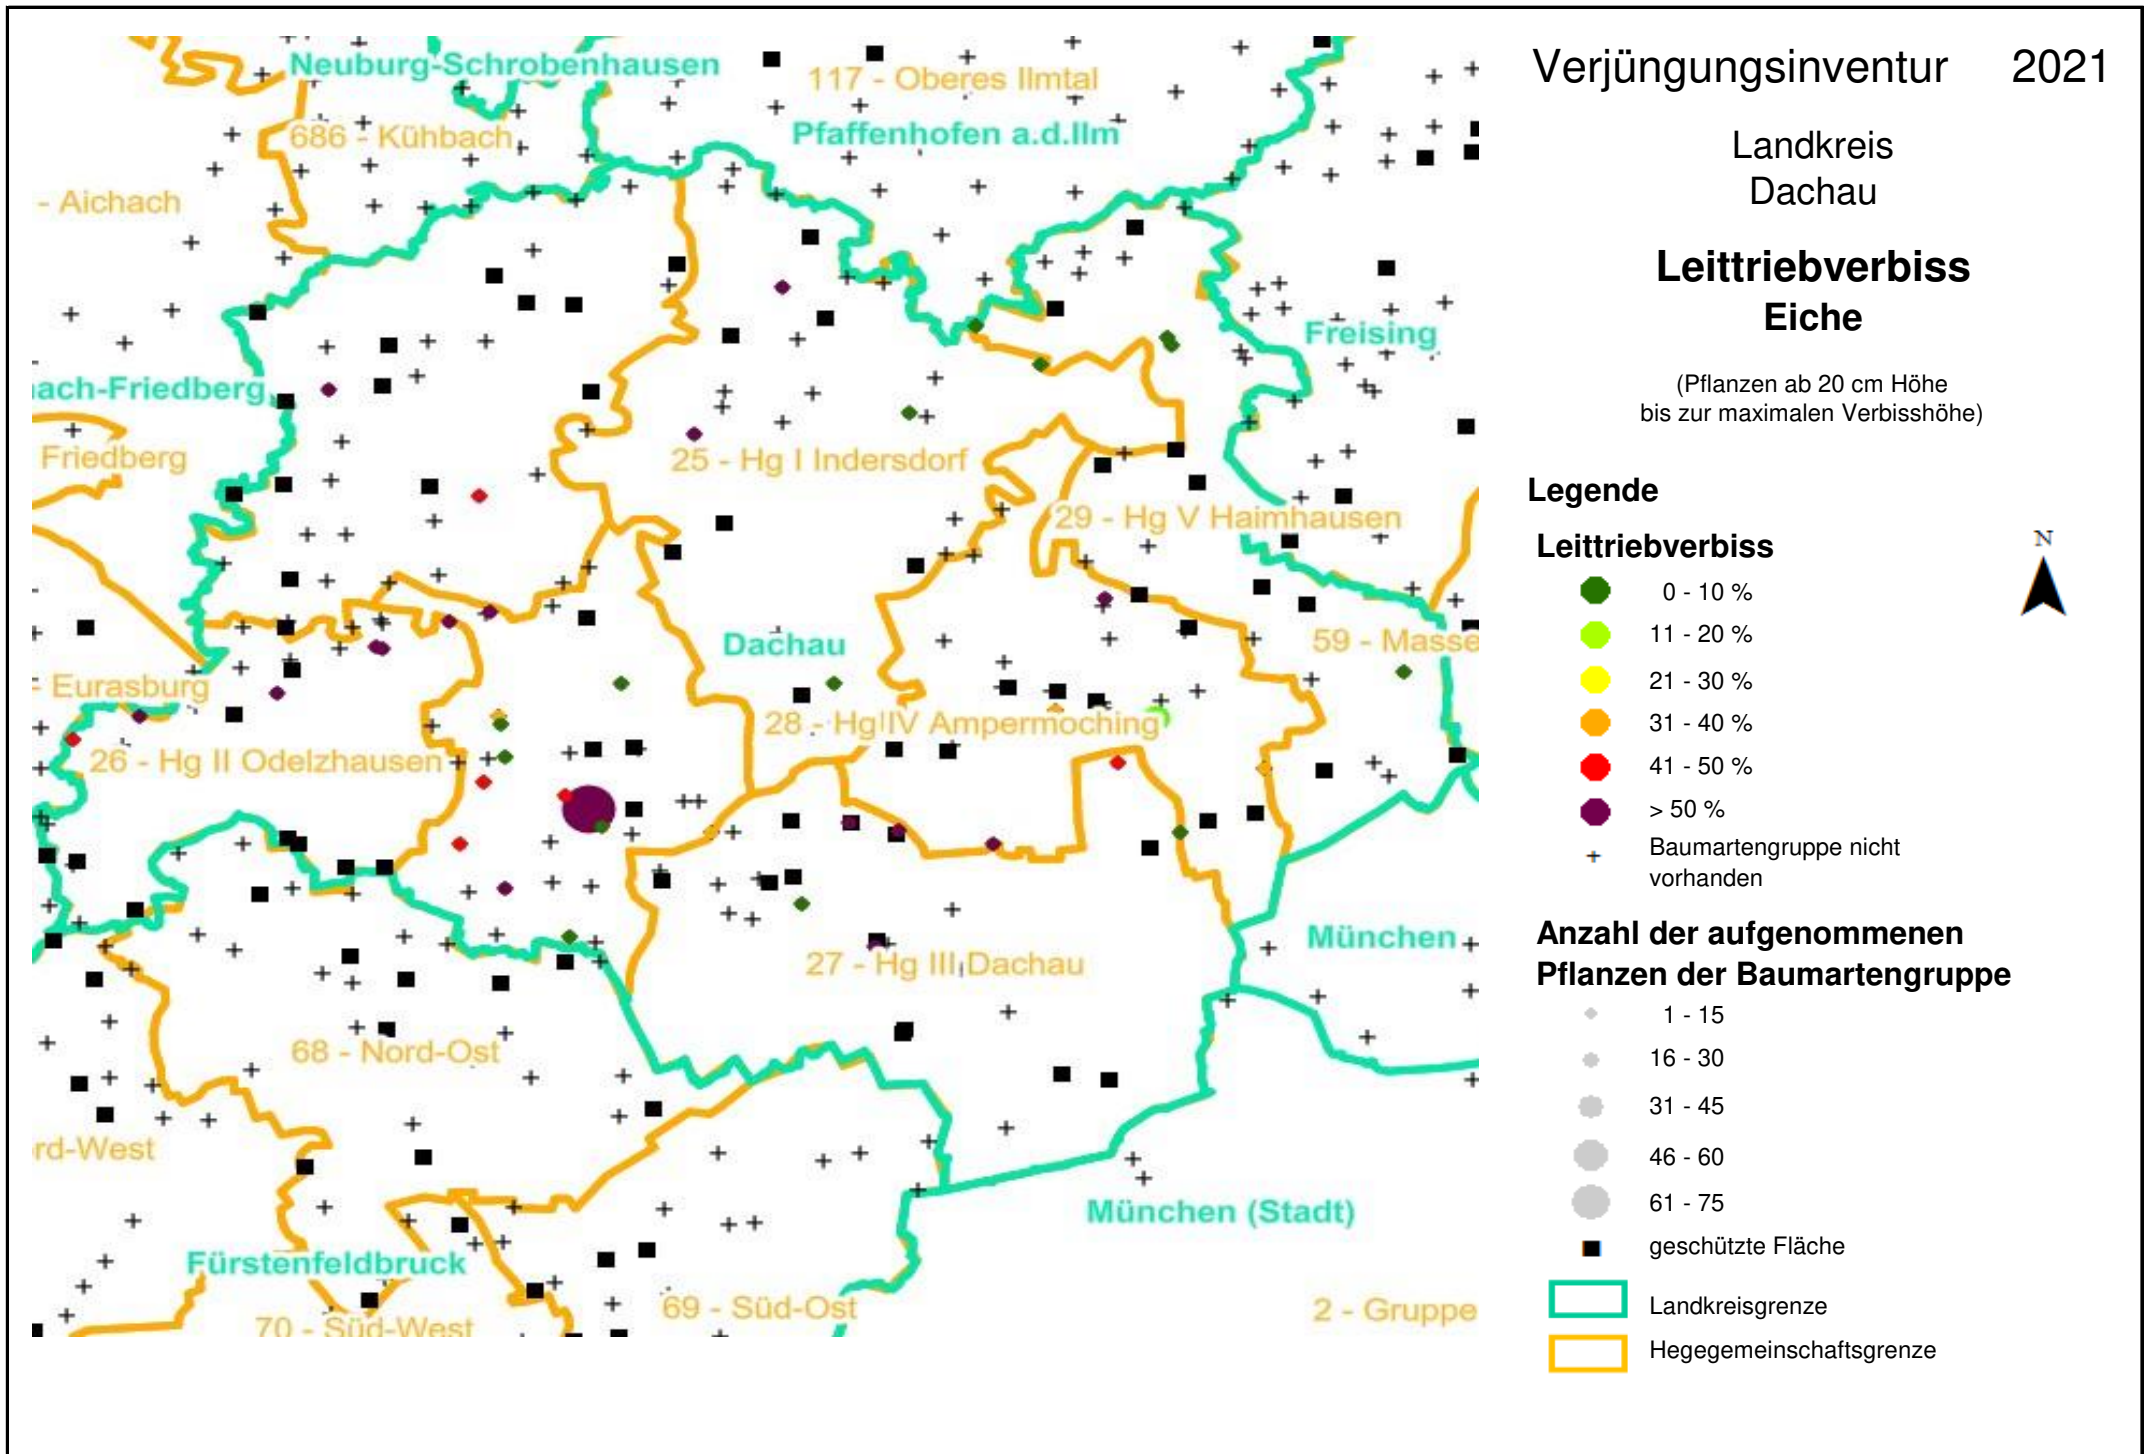 Verjüngungsinventur 2021
Landkreis
Dachau
Leittriebverbiss
Eiche
(Pflanzen ab 20 cm Höhe
bis zur maximalen Verbisshöhe)
Legende
Leittriebverbiss
N
0 - 10 %
11 - 20 %
21 - 30 %
31 - 40 %
41 - 50 %
> 50 %
Baumartengruppe nicht
vorhanden
Anzahl der aufgenommenen
Pflanzen der Baumartengruppe
1 - 15
16 - 30
31 - 45
46 - 60
61 - 75
geschützte Fläche
Landkreisgrenze
Hegegemeinschaftsgrenze
Neuburg-Schrobenhausen
117 - Oberes Ilmtal
686 - Kühbach
Pfaffenhofen a.d.Ilm
- Aichach
Freising
ach-Friedberg
Friedberg
25 - Hg I Indersdorf
29 - Hg V Haimhausen
Dachau
59 - Masse
- Eurasburg
28 - Hg IV Ampermoching
26 - Hg II Odelzhausen
München
27 - Hg III Dachau
68 - Nord-Ost
rd-West
München (Stadt)
Fürstenfeldbruck
69 - Süd-Ost
2 - Gruppe
70 - Süd-West